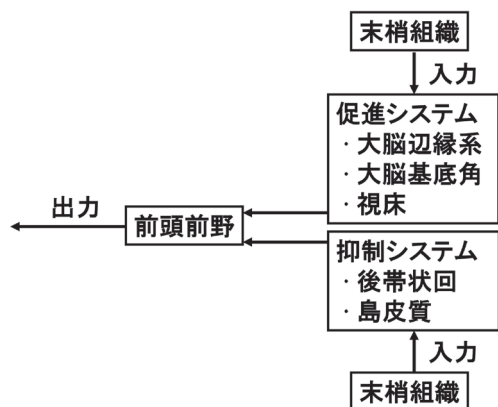 末梢組織
入力
促進システム
・大脳辺縁系
・大脳基底角
・視床
出力
前頭前野
抑制システム
・後帯状回
・島皮質
入力
末梢組織